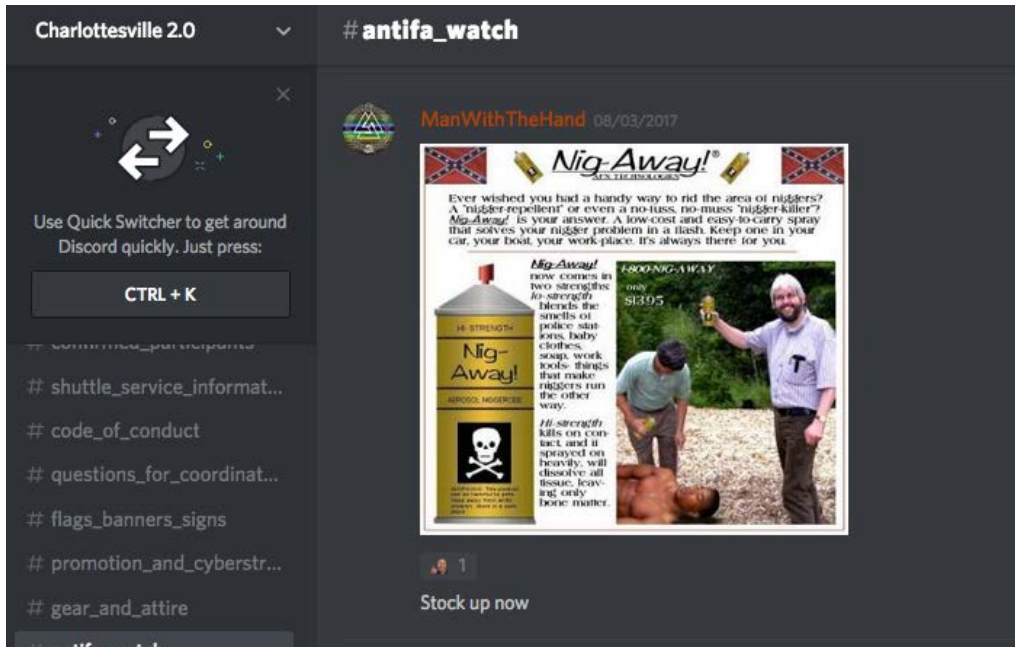 Charlottesville 2.0
Use Quick Switcher to get around
Discord quickly. Just press:
CTRL + K
# confirmed_participants
# shuttle_service_informat...
# code_of_conduct
# questions_for_coordinat...
# flags_banners_signs
# promotion_and_cyberstr...
# gear_and_attire
#antifa_watch
ManWithTheHand 08/03/2017
Nig-Away!®
TECHNOLOGIES
Ever wished you had a handy way to rid the area of niggers?
A "nigger-repellent" or even a no-fuss, no-muss "nigger-killer"?
Nig-Away! is your answer. A low-cost and easy-to-carry spray
that solves your nigger problem in a flash. Keep one in your
car, your boat, your work-place. It's always there for you.
HI-STRENGTH
Nig-
Away!
AEROSOL NIGGERCIDE
Nig-Away!
now comes in
two strengths:
lo-strength
blends the
smells of
police stat-
ions, baby
clothes,
soap, work
tools- things
that make
niggers run
the other
way.
Hi-strength
kills on con-
tact, and if
sprayed on
heavily, will
dissolve all
tissue, leav-
ing only
bone matter.
1-800-NIG-AWAY
only
$13.95
1
Stock up now